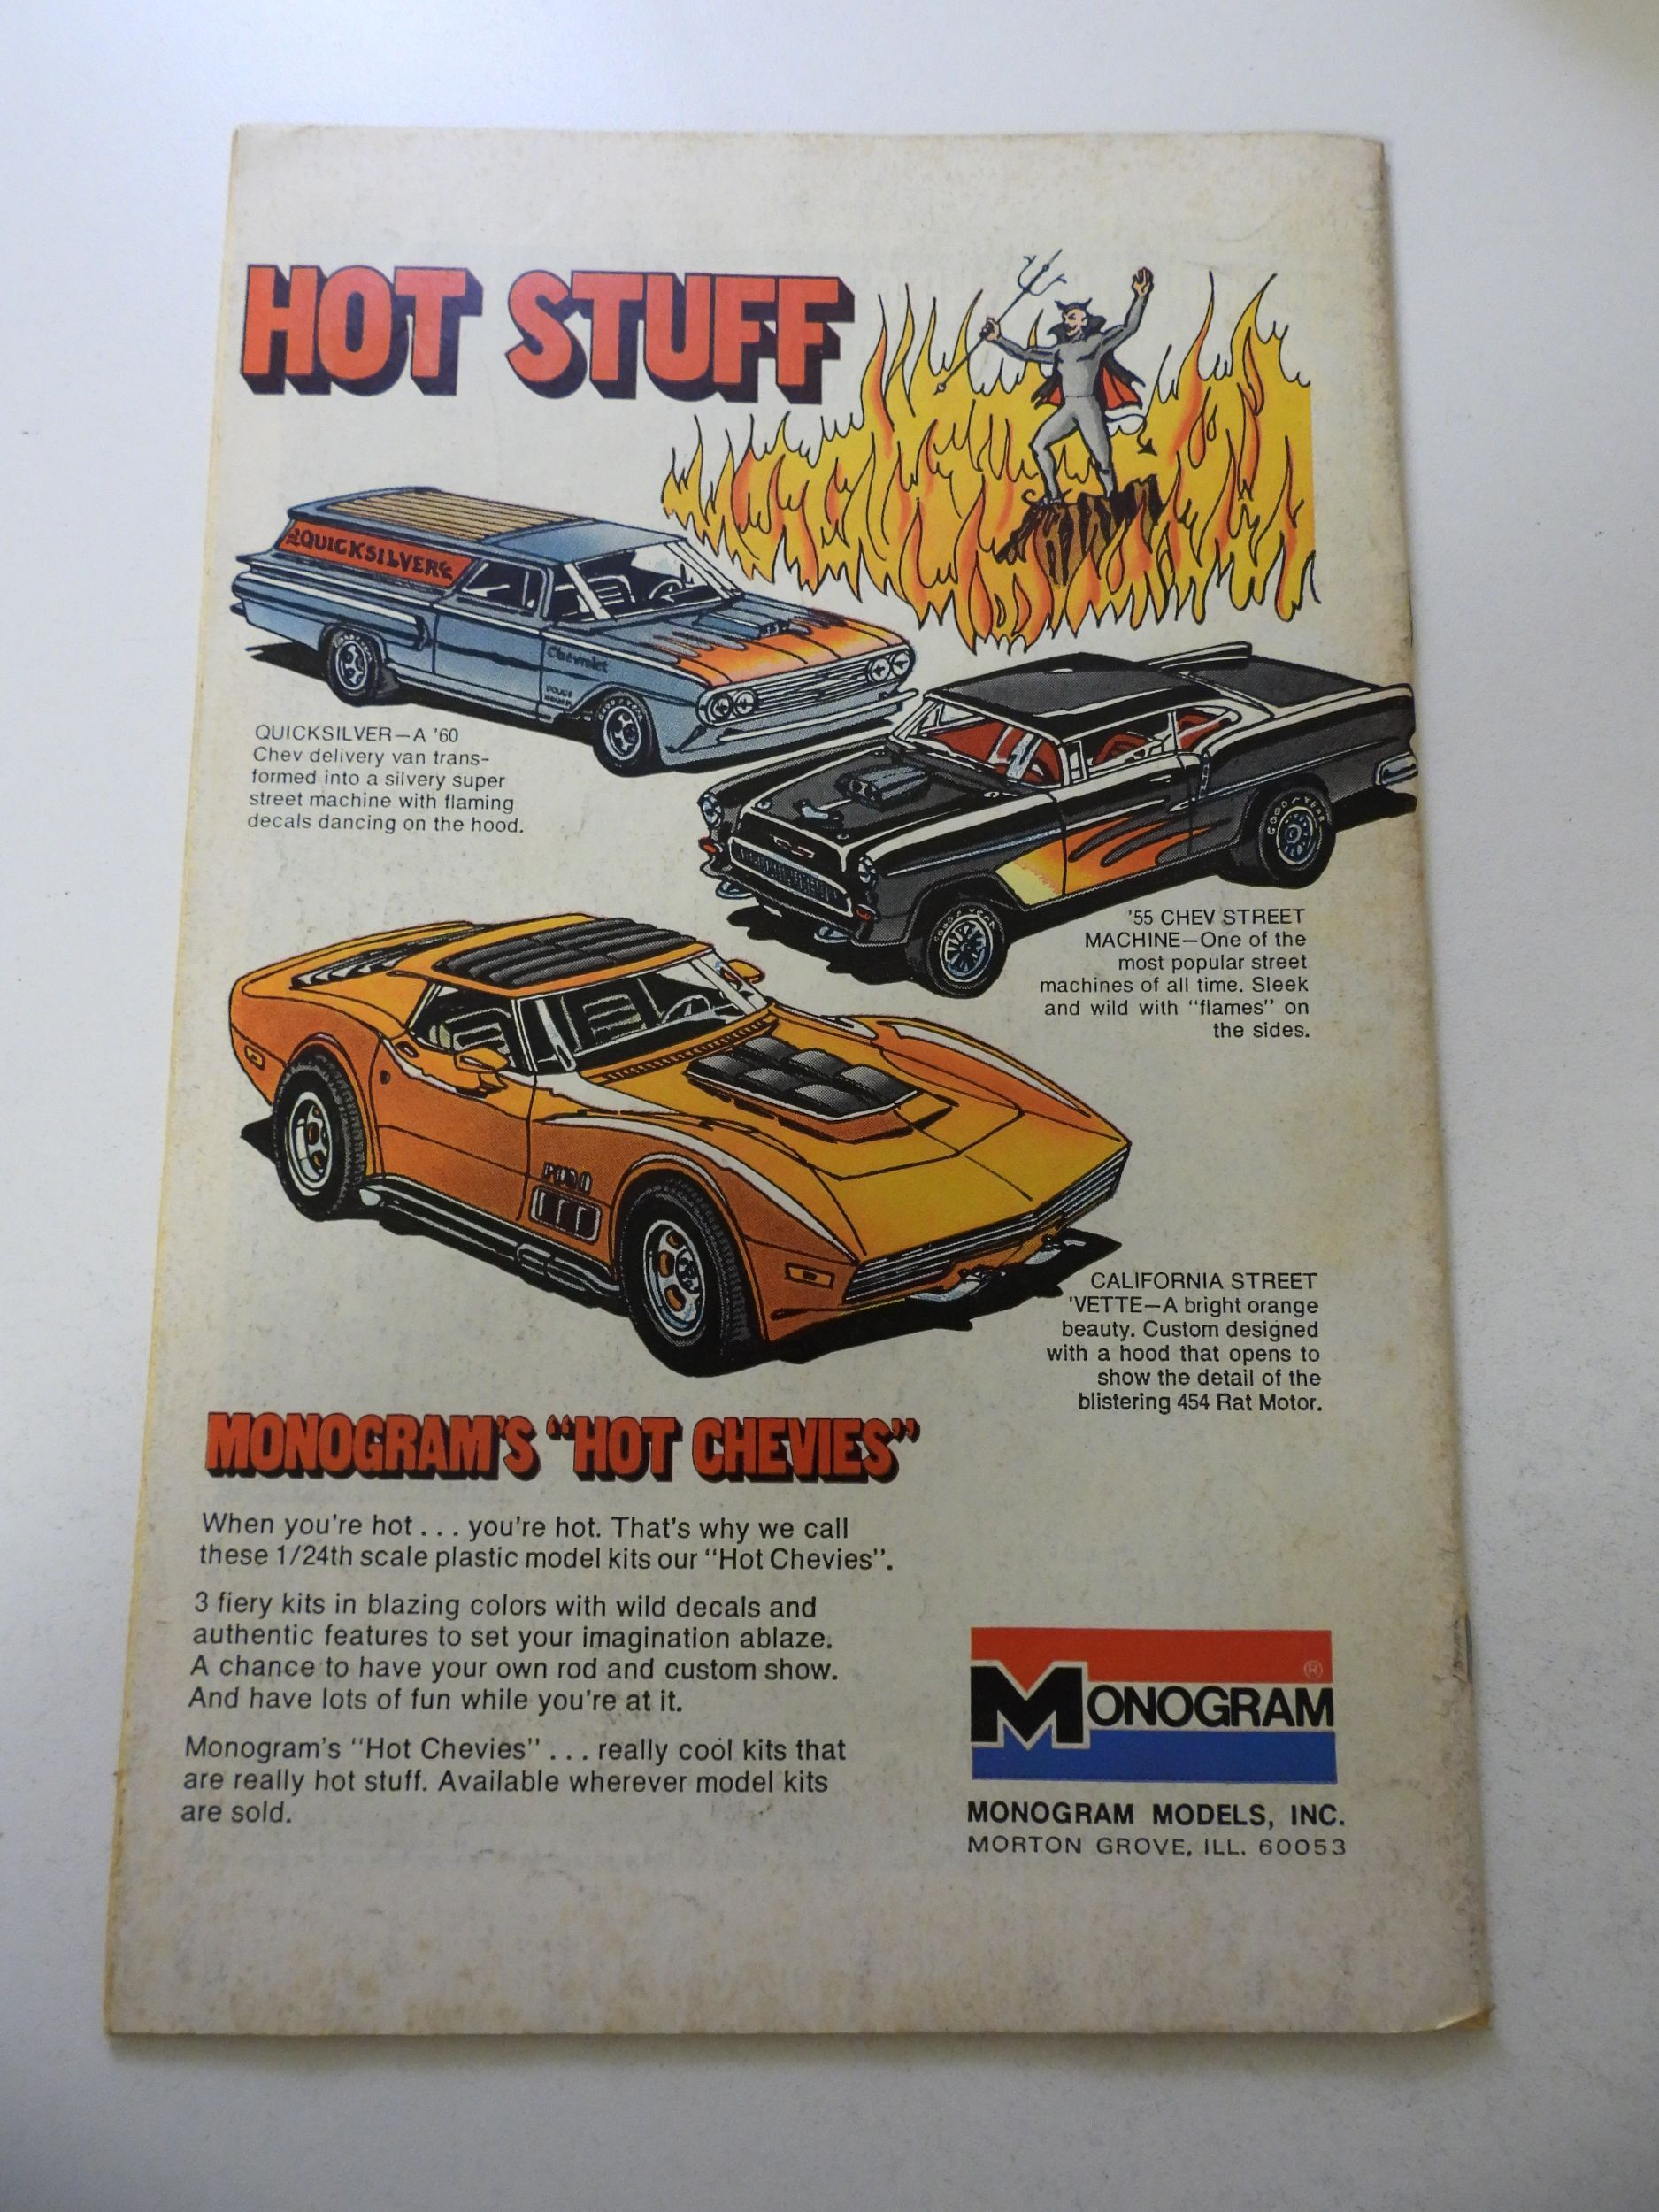 HOT STUFF
QUICKSILVER
Chevrolet
GOODYEAR
QUICKSILVER—A '60
Chev delivery van trans-
formed into a silvery super
street machine with flaming
decals dancing on the hood.
GOOD YEAR
GOOD YEAR
'55 CHEV STREET
MACHINE—One of the
most popular street
machines of all time. Sleek
and wild with "flames" on
the sides.
CALIFORNIA STREET
'VETTE—A bright orange
beauty. Custom designed
with a hood that opens to
show the detail of the
blistering 454 Rat Motor.
MONOGRAM'S "HOT CHEVIES"
When you're hot . . . you're hot. That's why we call
these 1/24th scale plastic model kits our "Hot Chevies".
3 fiery kits in blazing colors with wild decals and
authentic features to set your imagination ablaze.
A chance to have your own rod and custom show.
And have lots of fun while you're at it.
Monogram's "Hot Chevies" . . . really cool kits that
are really hot stuff. Available wherever model kits
are sold.
MONOGRAM ®
MONOGRAM MODELS, INC.
MORTON GROVE, ILL. 60053